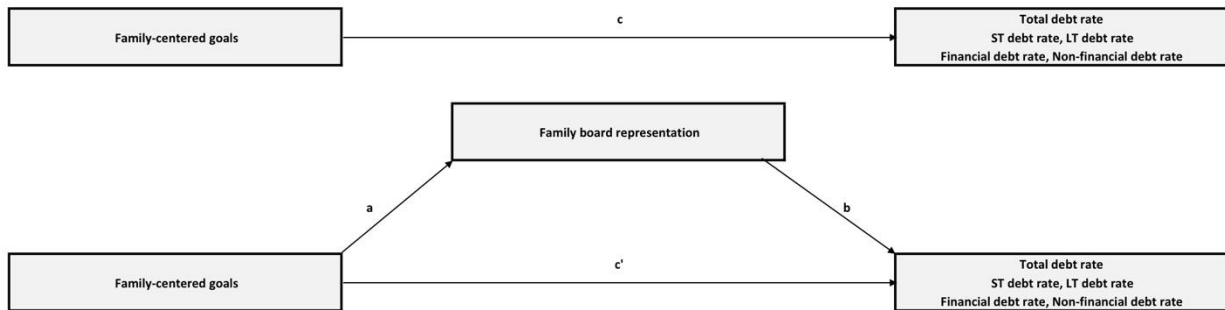 c
Family-centered goals
Total debt rate
ST debt rate, LT debt rate
Financial debt rate, Non-financial debt rate
Family board representation
a
b
c'
Family-centered goals
Total debt rate
ST debt rate, LT debt rate
Financial debt rate, Non-financial debt rate